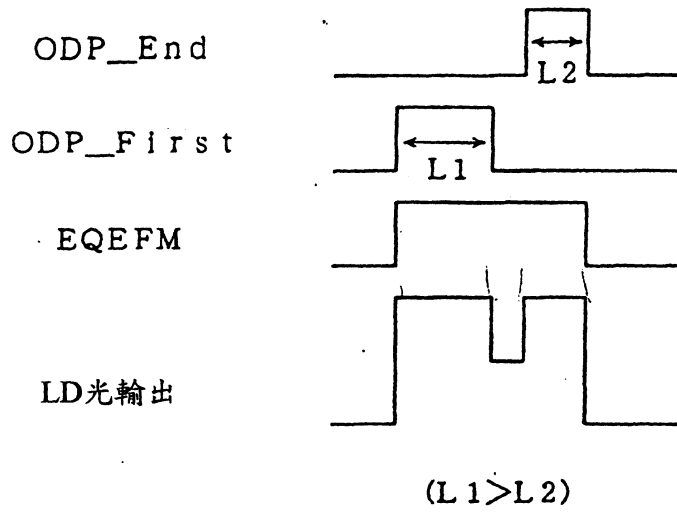 ODP_End
L2
ODP_First
L1
EQEFM
LD光輸出
(L1>L2)